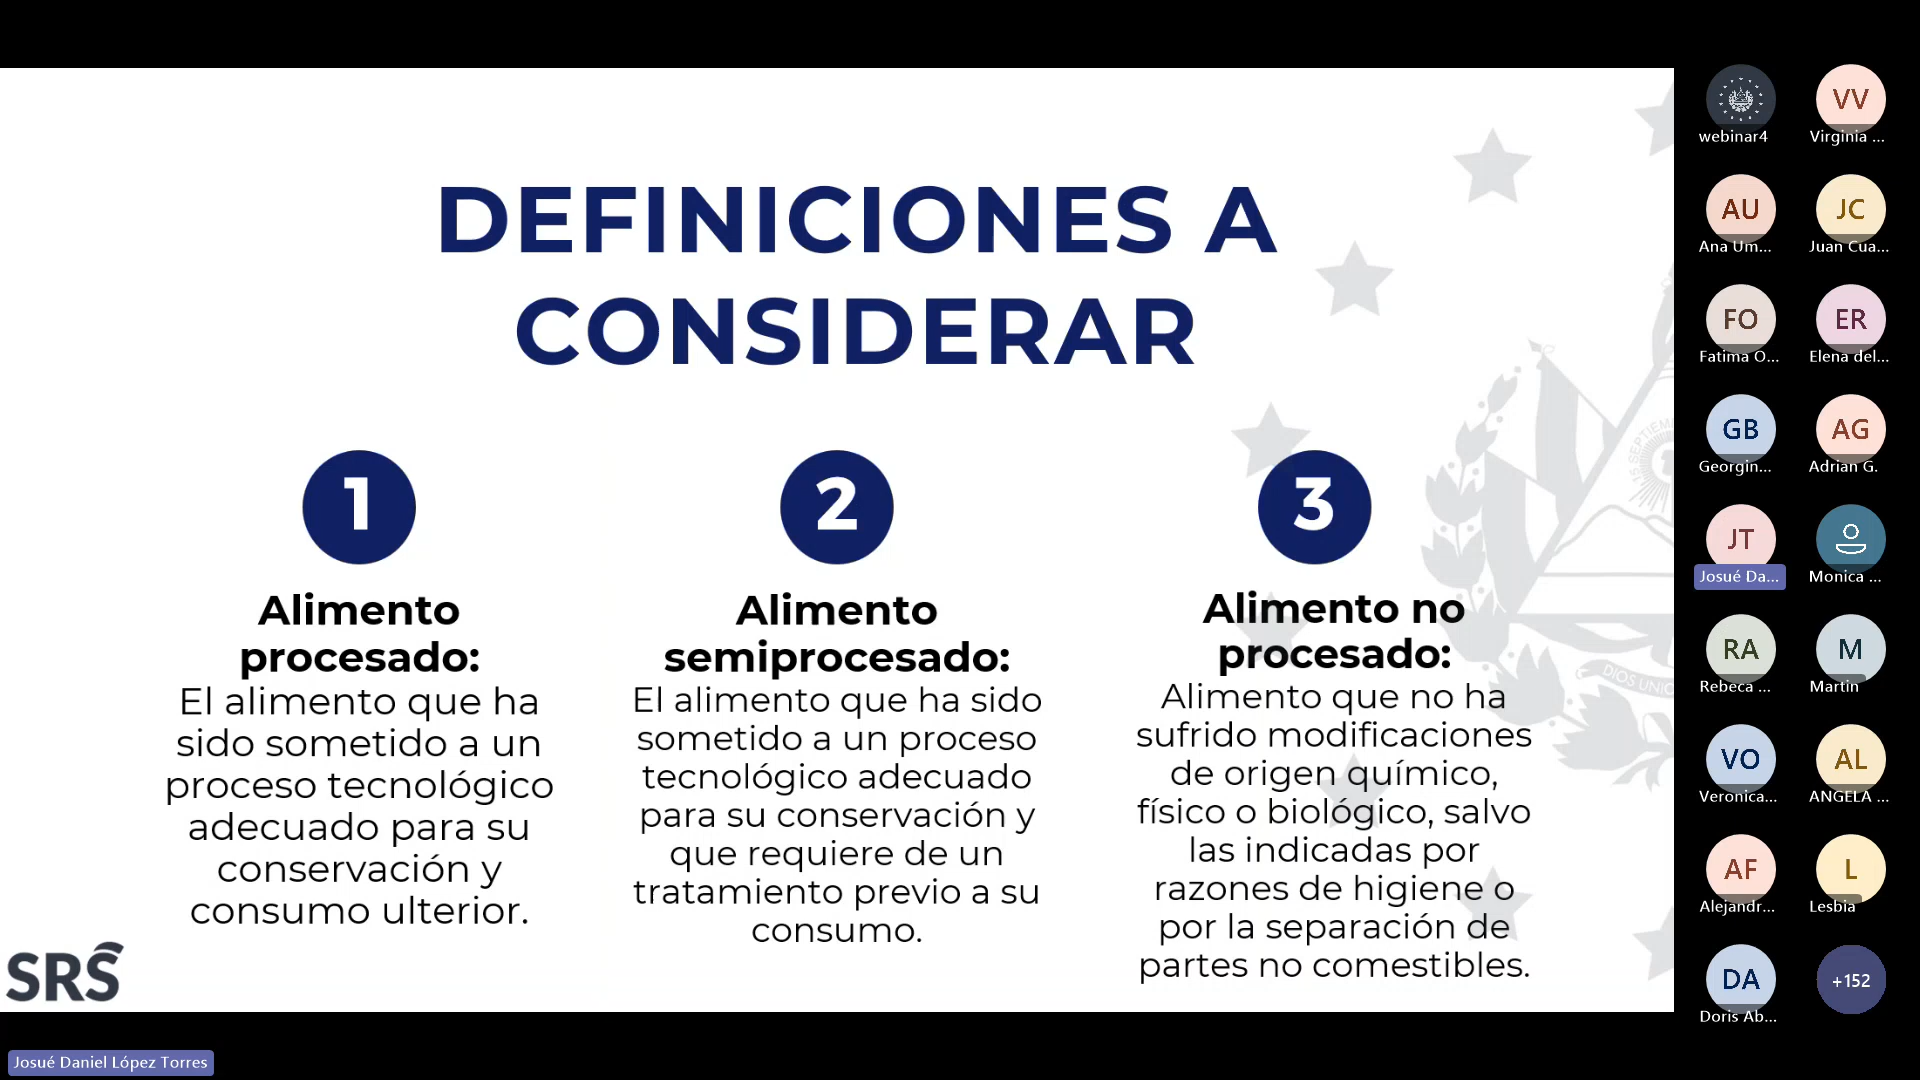 DEFINICIONES A
CONSIDERAR
1
Alimento
procesado:
El alimento que ha
sido sometido a un
proceso tecnológico
adecuado para su
conservación y
consumo ulterior.
2
Alimento
semiprocesado:
El alimento que ha sido
sometido a un proceso
tecnológico adecuado
para su conservación y
que requiere de un
tratamiento previo a su
consumo.
3
Alimento no
procesado:
Alimento que no ha
sufrido modificaciones
de origen químico,
físico o biológico, salvo
las indicadas por
razones de higiene o
por la separación de
partes no comestibles.
SRS
DIOS UNIÓ
15 SEPTIEM
webinar4
VV
Virginia ...
AU
Ana Um...
JC
Juan Cua...
FO
Fatima O...
ER
Elena del...
GB
Georgin...
AG
Adrian G.
JT
Josué Da...
Monica ...
RA
Rebeca ...
M
Martin
VO
Veronica...
AL
ANGELA ...
AF
Alejandr...
L
Lesbia
DA
Doris Ab...
+152
Josué Daniel López Torres